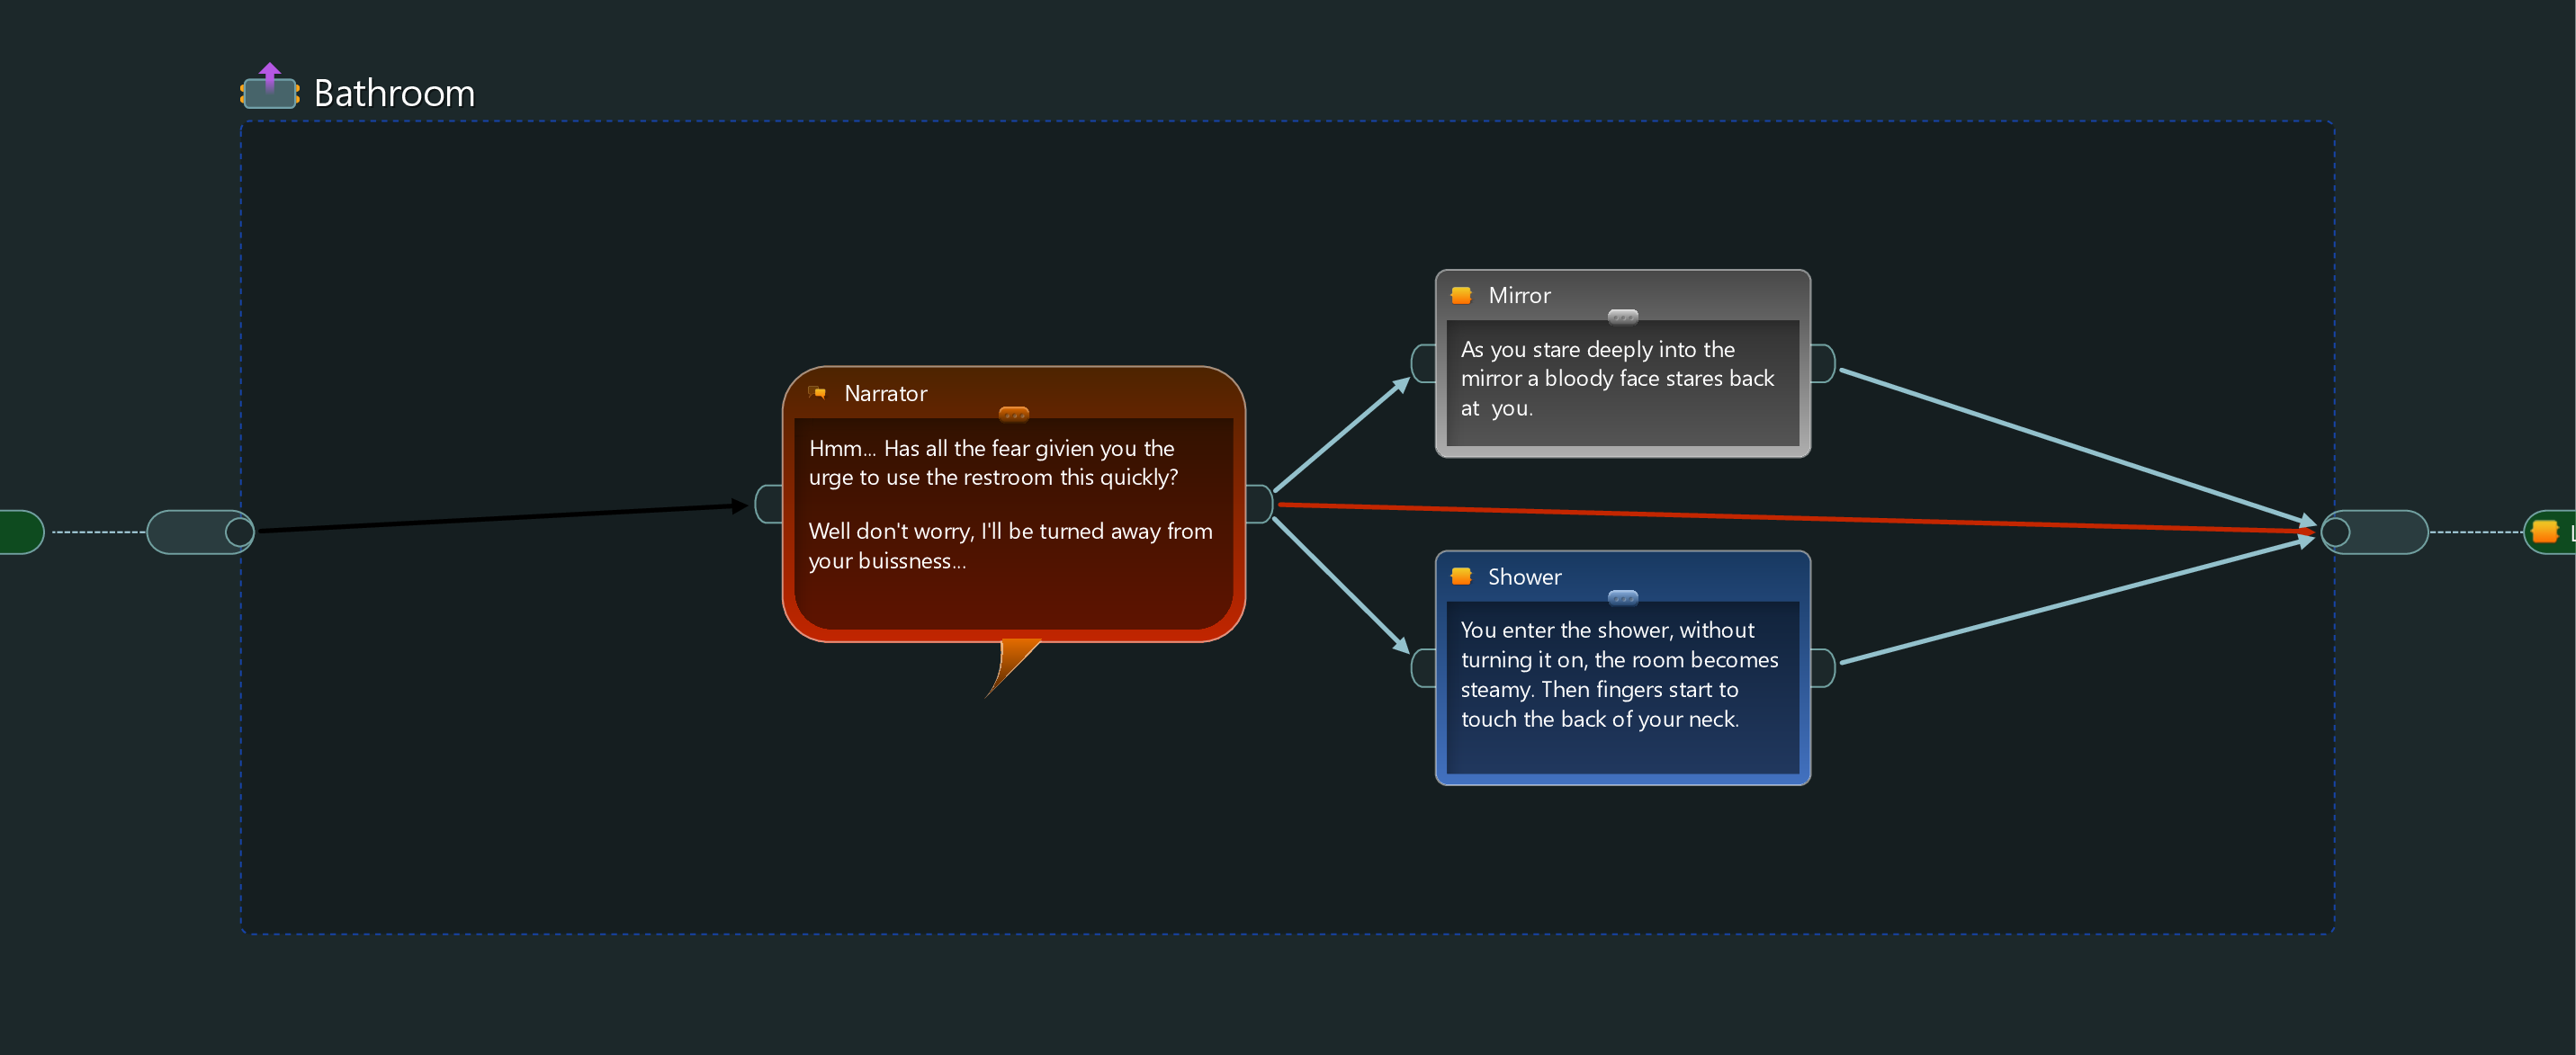 Bathroom
Narrator
Hmm... Has all the fear givien you the
urge to use the restroom this quickly?
Well don't worry, I'll be turned away from
your buissness...
Mirror
As you stare deeply into the
mirror a bloody face stares back
at  you.
Shower
You enter the shower, without
turning it on, the room becomes
steamy. Then fingers start to
touch the back of your neck.